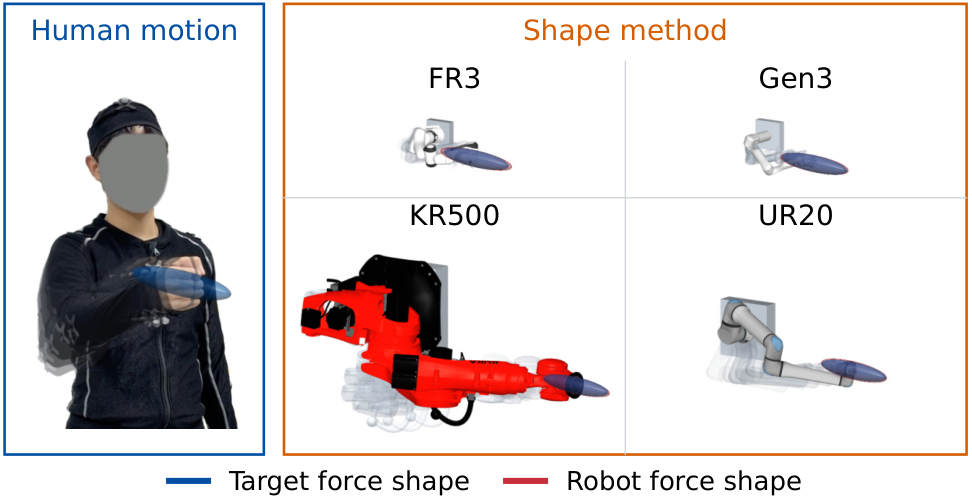 Human motion
Shape method
FR3
Gen3
KR500
UR20
Target force shape
Robot force shape